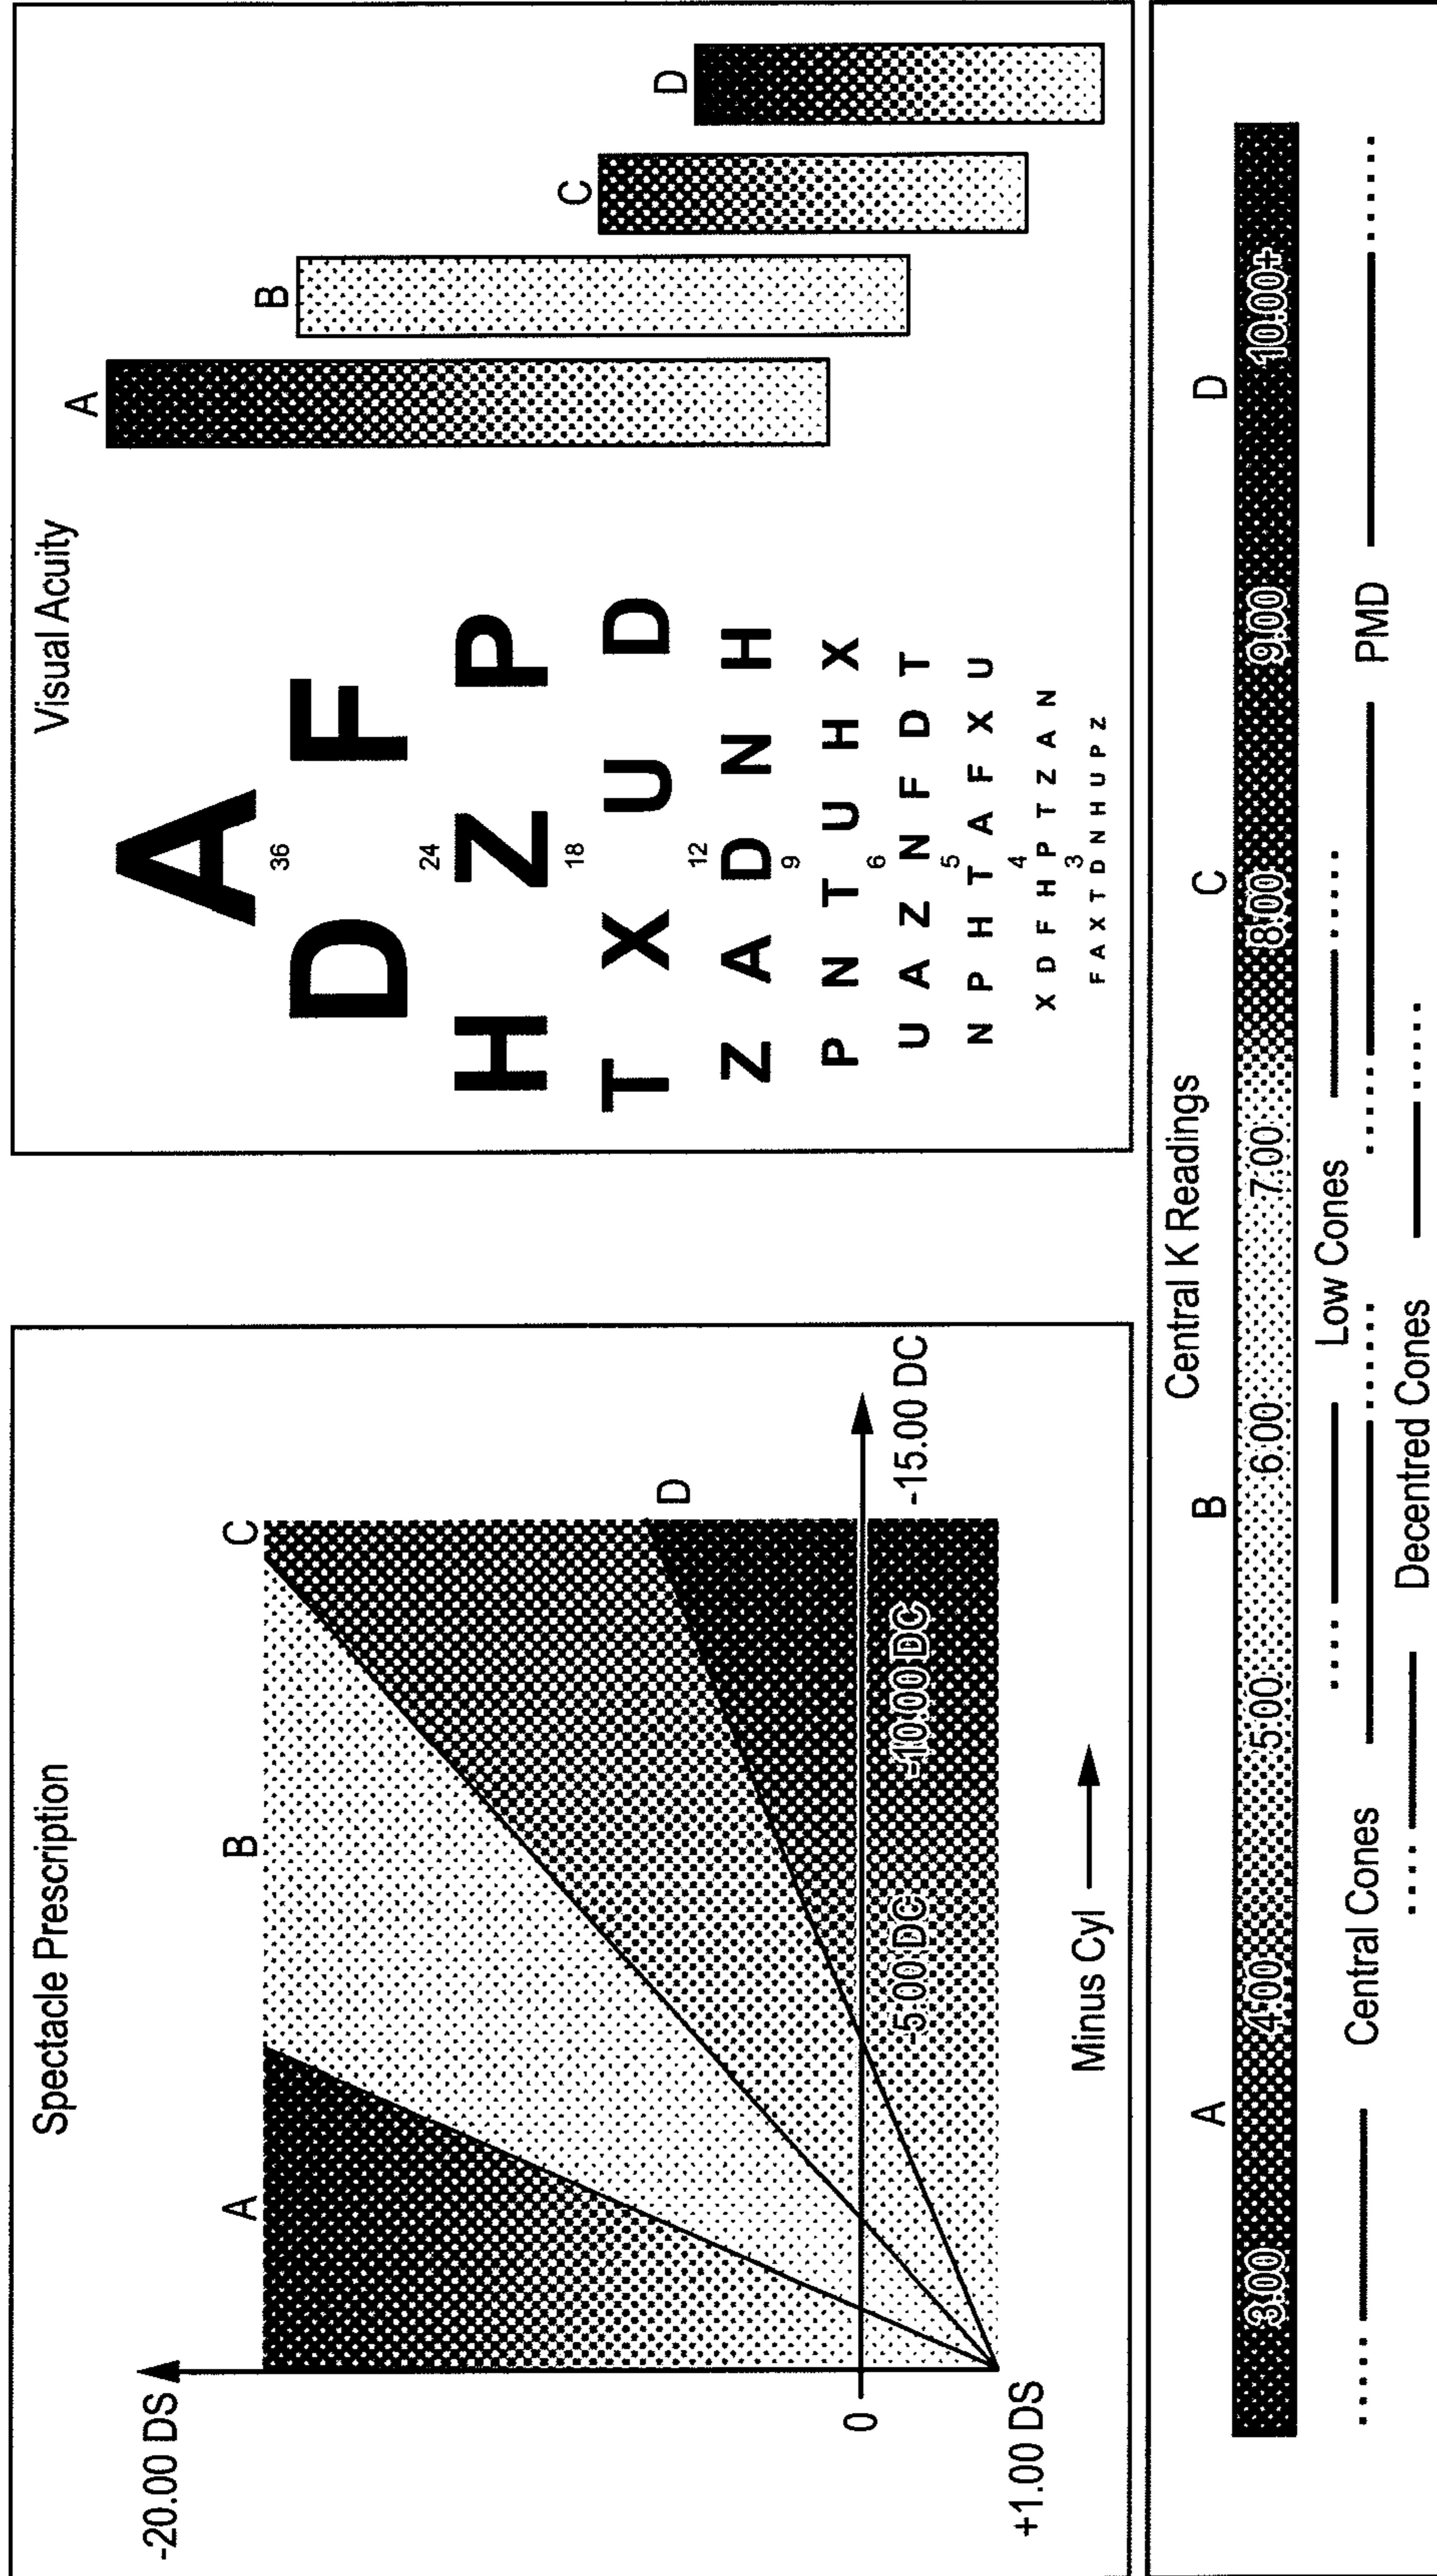 Spectacle Prescription
-20.00 DS
A
B
C
D
0
-5.00 DC
-10.00 DC
-15.00 DC
+1.00 DS
Minus Cyl
Visual Acuity
A
36
D F
24
H Z P
18
T X U D
12
Z A D N H
9
P N T U H X
6
U A Z N F D T
5
N P H T A F X U
4
X D F H P T Z A N
3
F A X T D N H U P Z
A
B
C
D
Central K Readings
A B C D
3.00 4.00 5.00 6.00 7.00 8.00 9.00 10.00+
Low Cones
Central Cones PMD
Decentred Cones